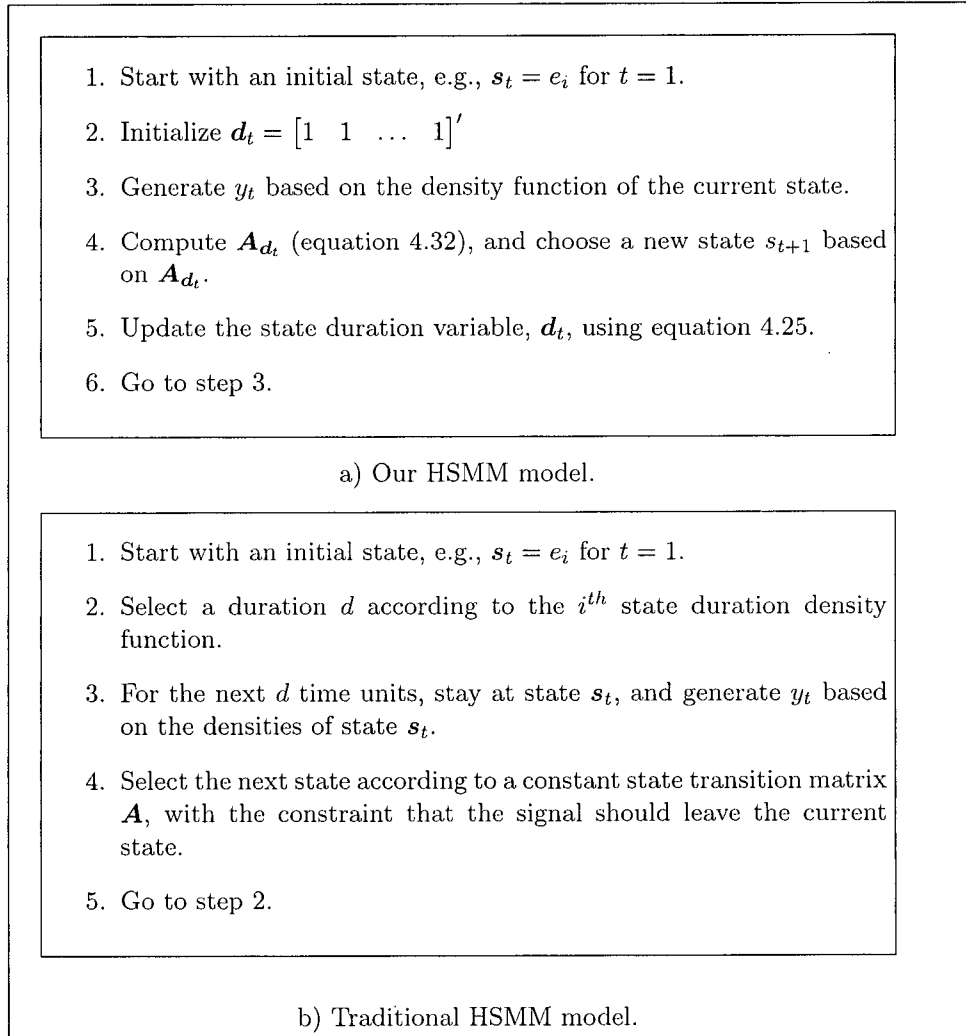 1. Start with an initial state, e.g., s_t = e_i for t = 1.
2. Initialize d_t = [1 1 ... 1]′
3. Generate y_t based on the density function of the current state.
4. Compute A_{d_t} (equation 4.32), and choose a new state s_{t+1} based
on A_{d_t}.
5. Update the state duration variable, d_t, using equation 4.25.
6. Go to step 3.
a) Our HSMM model.
1. Start with an initial state, e.g., s_t = e_i for t = 1.
2. Select a duration d according to the i^{th} state duration density
function.
3. For the next d time units, stay at state s_t, and generate y_t based
on the densities of state s_t.
4. Select the next state according to a constant state transition matrix
A, with the constraint that the signal should leave the current
state.
5. Go to step 2.
b) Traditional HSMM model.